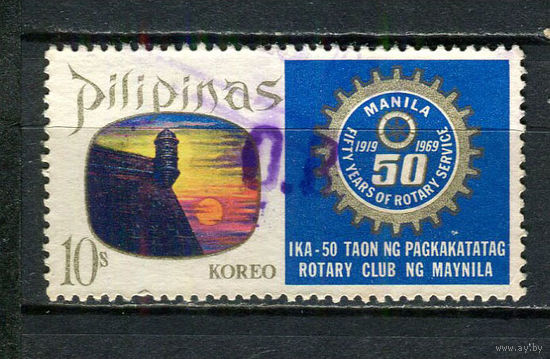 Pilipinas
10s
KOREO
MANILA
1919 1969
50
FIFTY YEARS OF ROTARY SERVICE
IKA-50 TAON NG PAGKAKATATAG
ROTARY CLUB NG MAYNILA
www.ay.by